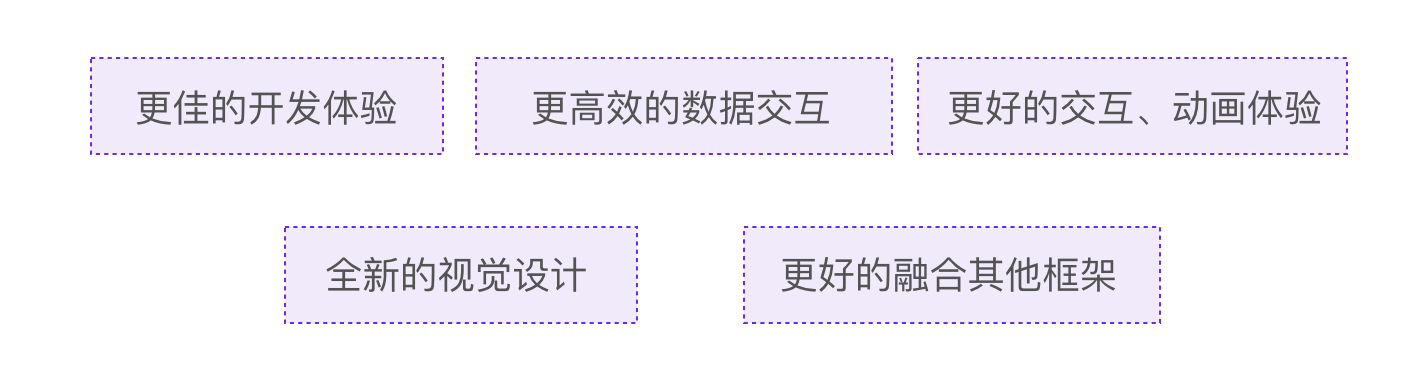 更佳的开发体验
更高效的数据交互
更好的交互、动画体验
全新的视觉设计
更好的融合其他框架